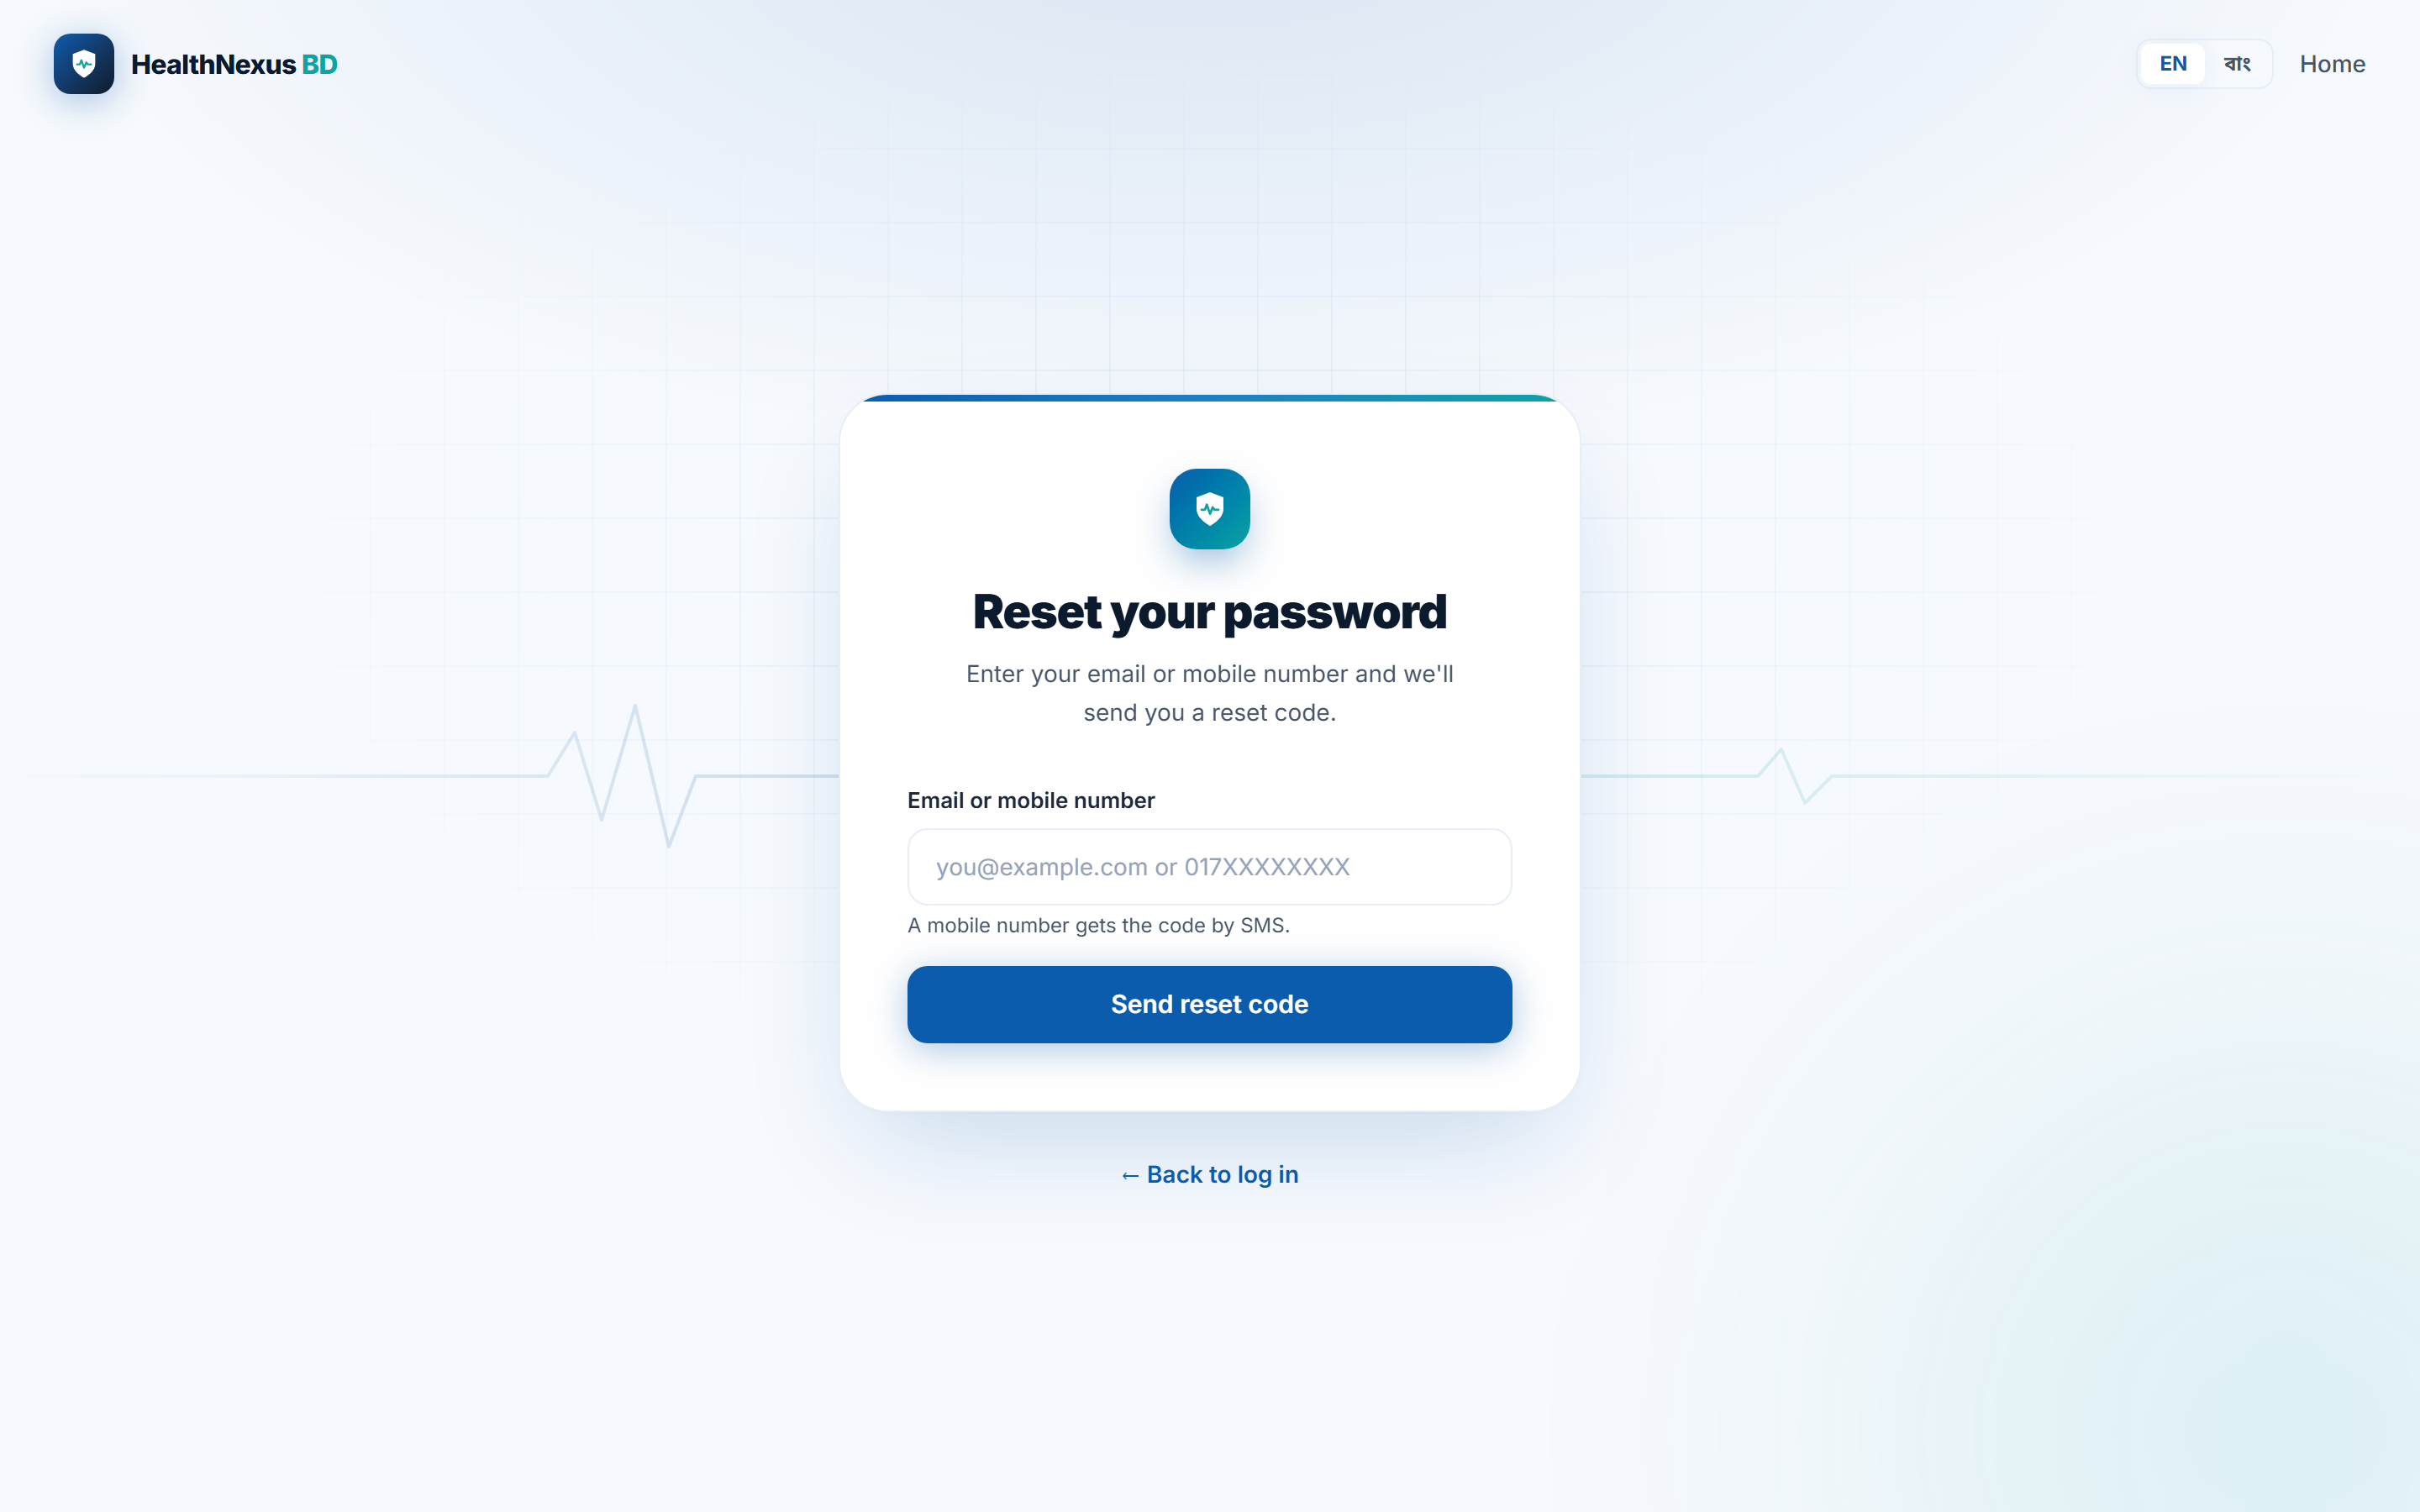 HealthNexus BD
EN
বাং
Home
Reset your password
Enter your email or mobile number and we'll
send you a reset code.
Email or mobile number
you@example.com or 017XXXXXXXX
A mobile number gets the code by SMS.
Send reset code
← Back to log in